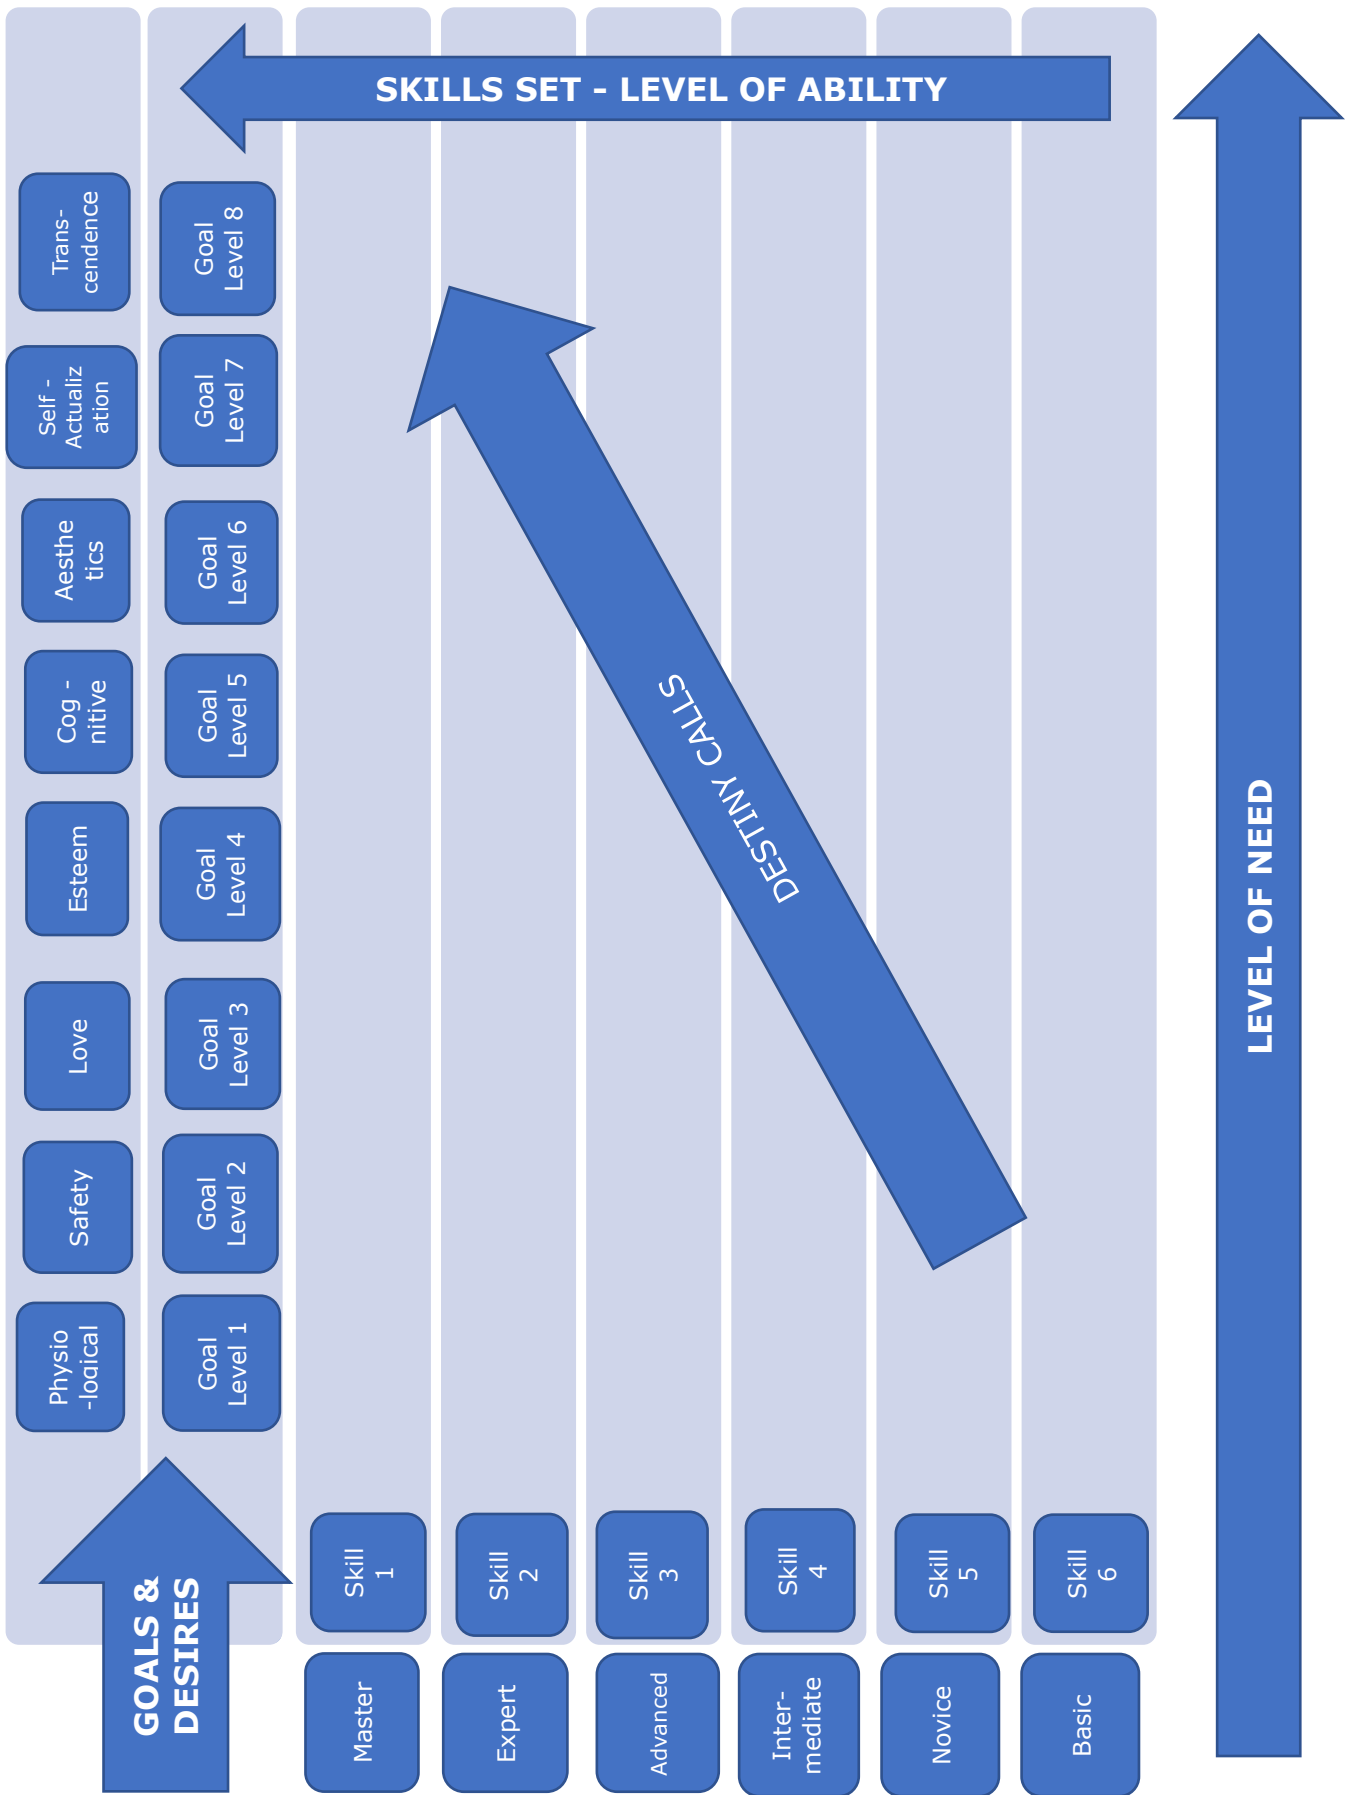 SKILLS SET – LEVEL OF ABILITY
Trans-
cendence
Goal
Level 8
Self -
Actualiz
ation
Goal
Level 7
Aesthe
tics
Goal
Level 6
Cog -
nitive
Goal
Level 5
Esteem
Goal
Level 4
Love
Goal
Level 3
Safety
Goal
Level 2
Physio
-logical
Goal
Level 1
DESTINY CALLS
LEVEL OF NEED
GOALS &
DESIRES
Skill
1
Skill
2
Skill
3
Skill
4
Skill
5
Skill
6
Master
Expert
Advanced
Inter-
mediate
Novice
Basic